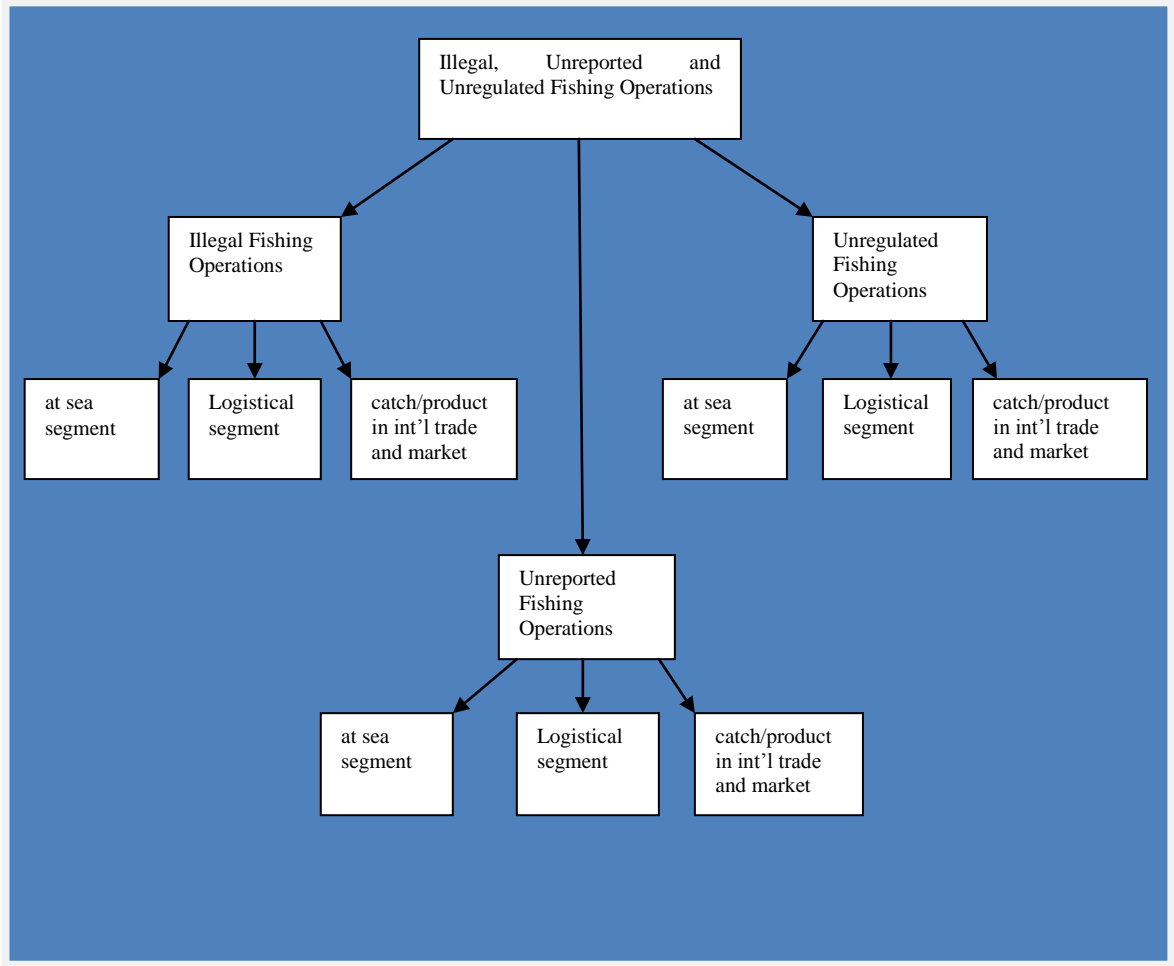 Illegal, Unreported and
Unregulated Fishing Operations
Illegal Fishing
Operations
Unregulated
Fishing
Operations
at sea
segment
Logistical
segment
catch/product
in int’l trade
and market
at sea
segment
Logistical
segment
catch/product
in int’l trade
and market
Unreported
Fishing
Operations
at sea
segment
Logistical
segment
catch/product
in int’l trade
and market